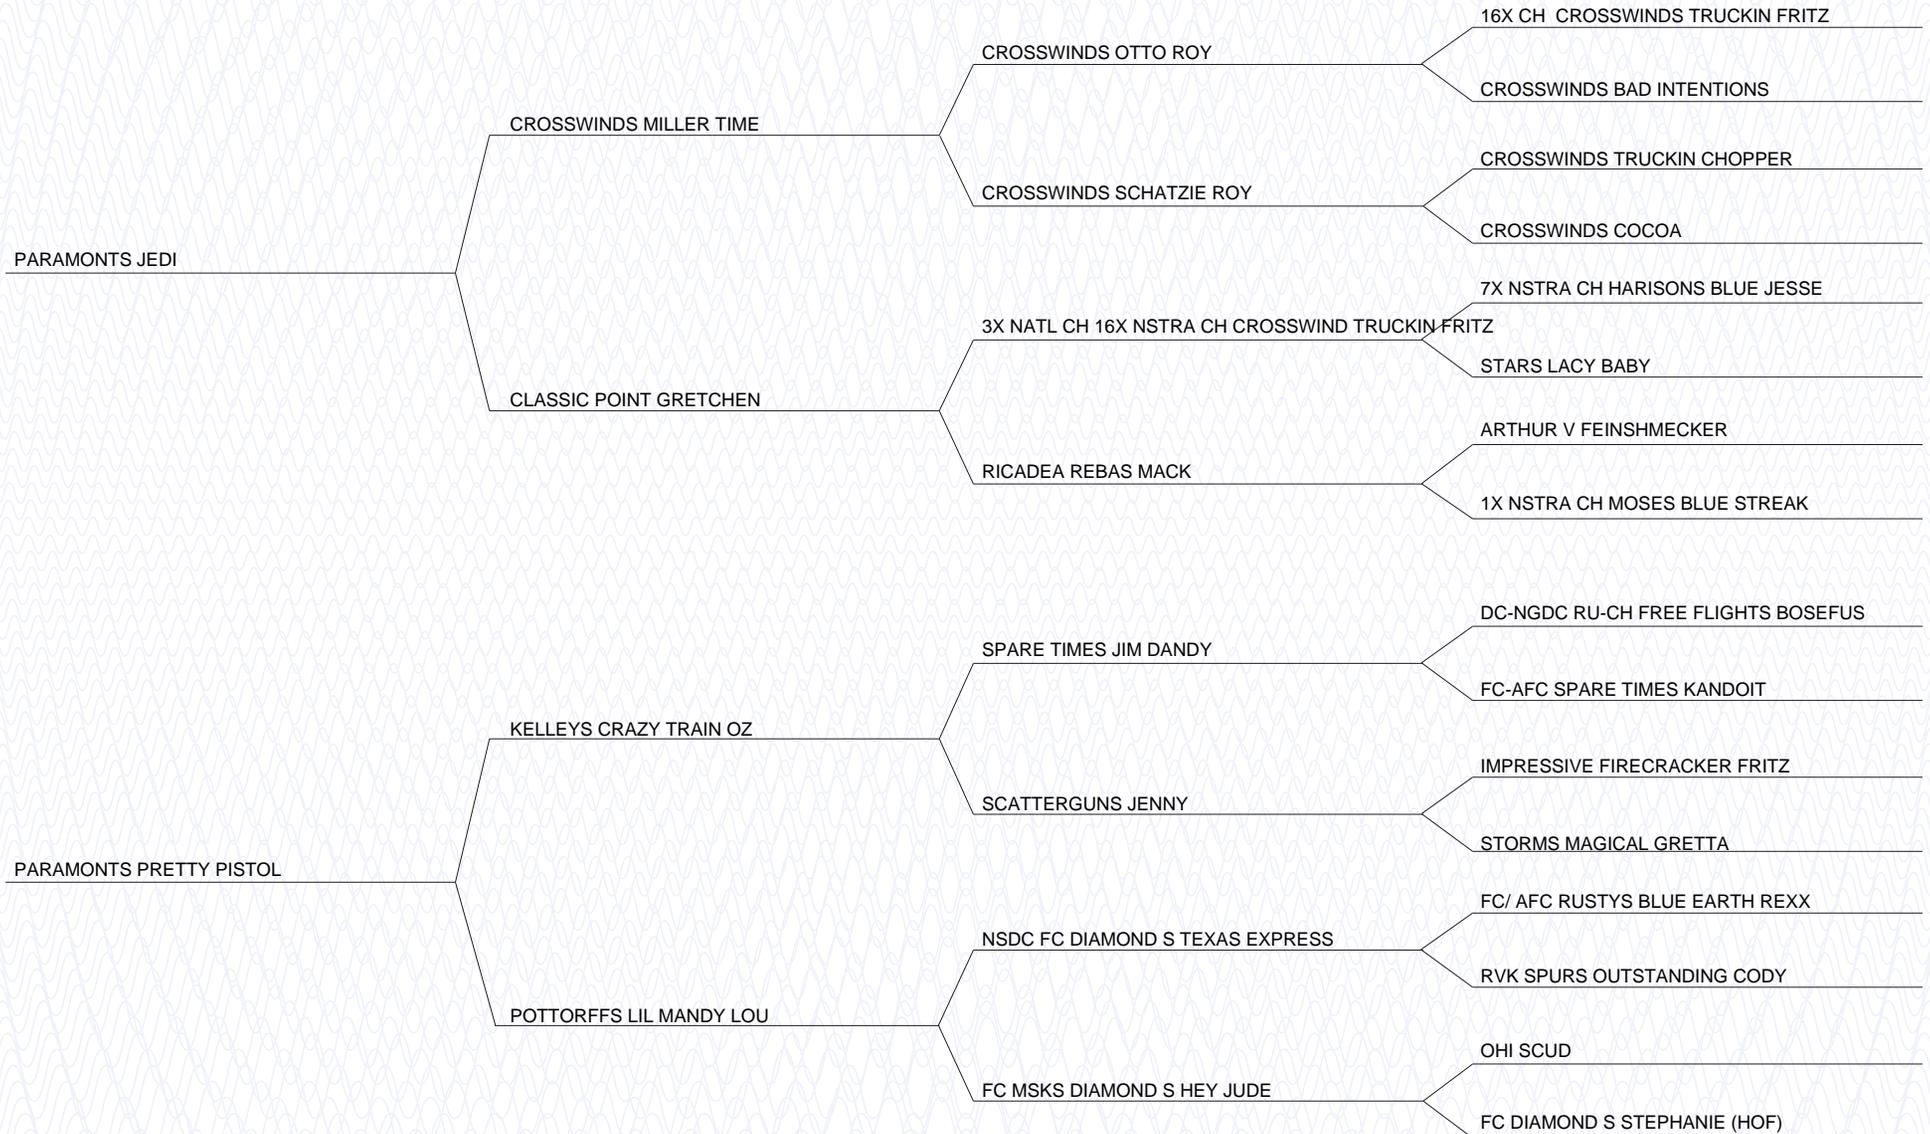 16X CH  CROSSWINDS TRUCKIN FRITZ
CROSSWINDS OTTO ROY
CROSSWINDS BAD INTENTIONS
CROSSWINDS MILLER TIME
CROSSWINDS TRUCKIN CHOPPER
CROSSWINDS SCHATZIE ROY
CROSSWINDS COCOA
PARAMONTS JEDI
7X NSTRA CH HARISONS BLUE JESSE
3X NATL CH 16X NSTRA CH CROSSWIND TRUCKIN FRITZ
STARS LACY BABY
CLASSIC POINT GRETCHEN
ARTHUR V FEINSHMECKER
RICADEA REBAS MACK
1X NSTRA CH MOSES BLUE STREAK
DC-NGDC RU-CH FREE FLIGHTS BOSEFUS
SPARE TIMES JIM DANDY
FC-AFC SPARE TIMES KANDOIT
KELLEYS CRAZY TRAIN OZ
IMPRESSIVE FIRECRACKER FRITZ
SCATTERGUNS JENNY
STORMS MAGICAL GRETTA
PARAMONTS PRETTY PISTOL
FC/ AFC RUSTYS BLUE EARTH REXX
NSDC FC DIAMOND S TEXAS EXPRESS
RVK SPURS OUTSTANDING CODY
POTTORFFS LIL MANDY LOU
OHI SCUD
FC MSKS DIAMOND S HEY JUDE
FC DIAMOND S STEPHANIE (HOF)